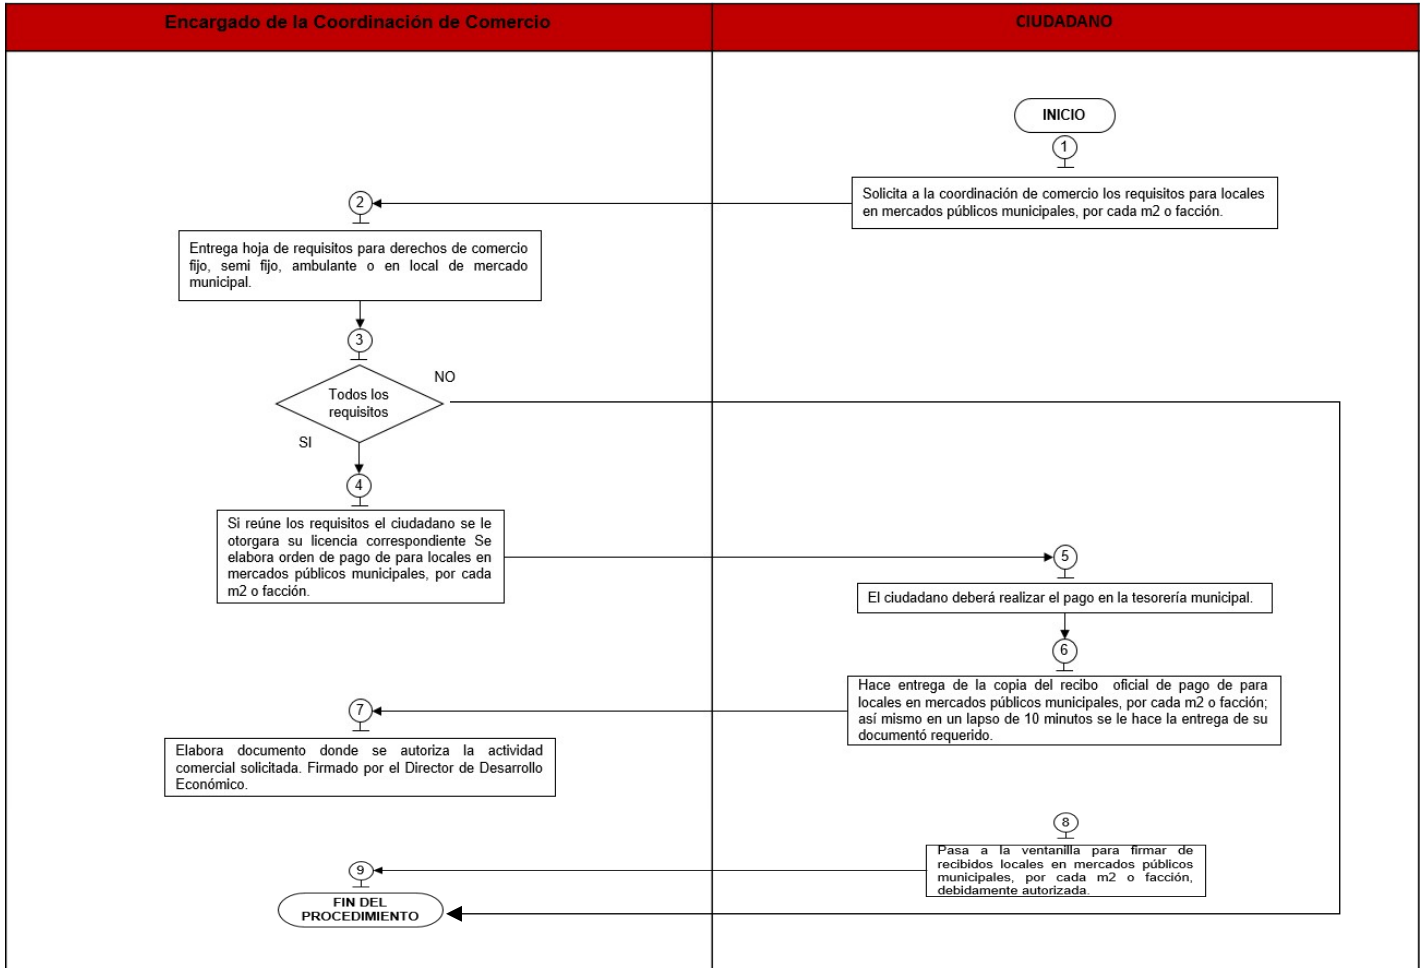 Encargado de la Coordinación de Comercio
CIUDADANO
INICIO
1
Solicita a la coordinación de comercio los requisitos para locales
en mercados públicos municipales, por cada m2 o facción.
2
Entrega hoja de requisitos para derechos de comercio
fijo, semi fijo, ambulante o en local de mercado
municipal.
3
NO
Todos los
requisitos
SI
4
Si reúne los requisitos el ciudadano se le
otorgara su licencia correspondiente Se
elabora orden de pago de para locales en
mercados públicos municipales, por cada
m2 o facción.
5
El ciudadano deberá realizar el pago en la tesorería municipal.
6
Hace entrega de la copia del recibo oficial de pago de para
locales en mercados públicos municipales, por cada m2 o facción;
así mismo en un lapso de 10 minutos se le hace la entrega de su
documentó requerido.
7
Elabora documento donde se autoriza la actividad
comercial solicitada. Firmado por el Director de Desarrollo
Económico.
8
Pasa a la ventanilla para firmar de
recibidos locales en mercados públicos
municipales, por cada m2 o facción,
debidamente autorizada.
9
FIN DEL
PROCEDIMIENTO